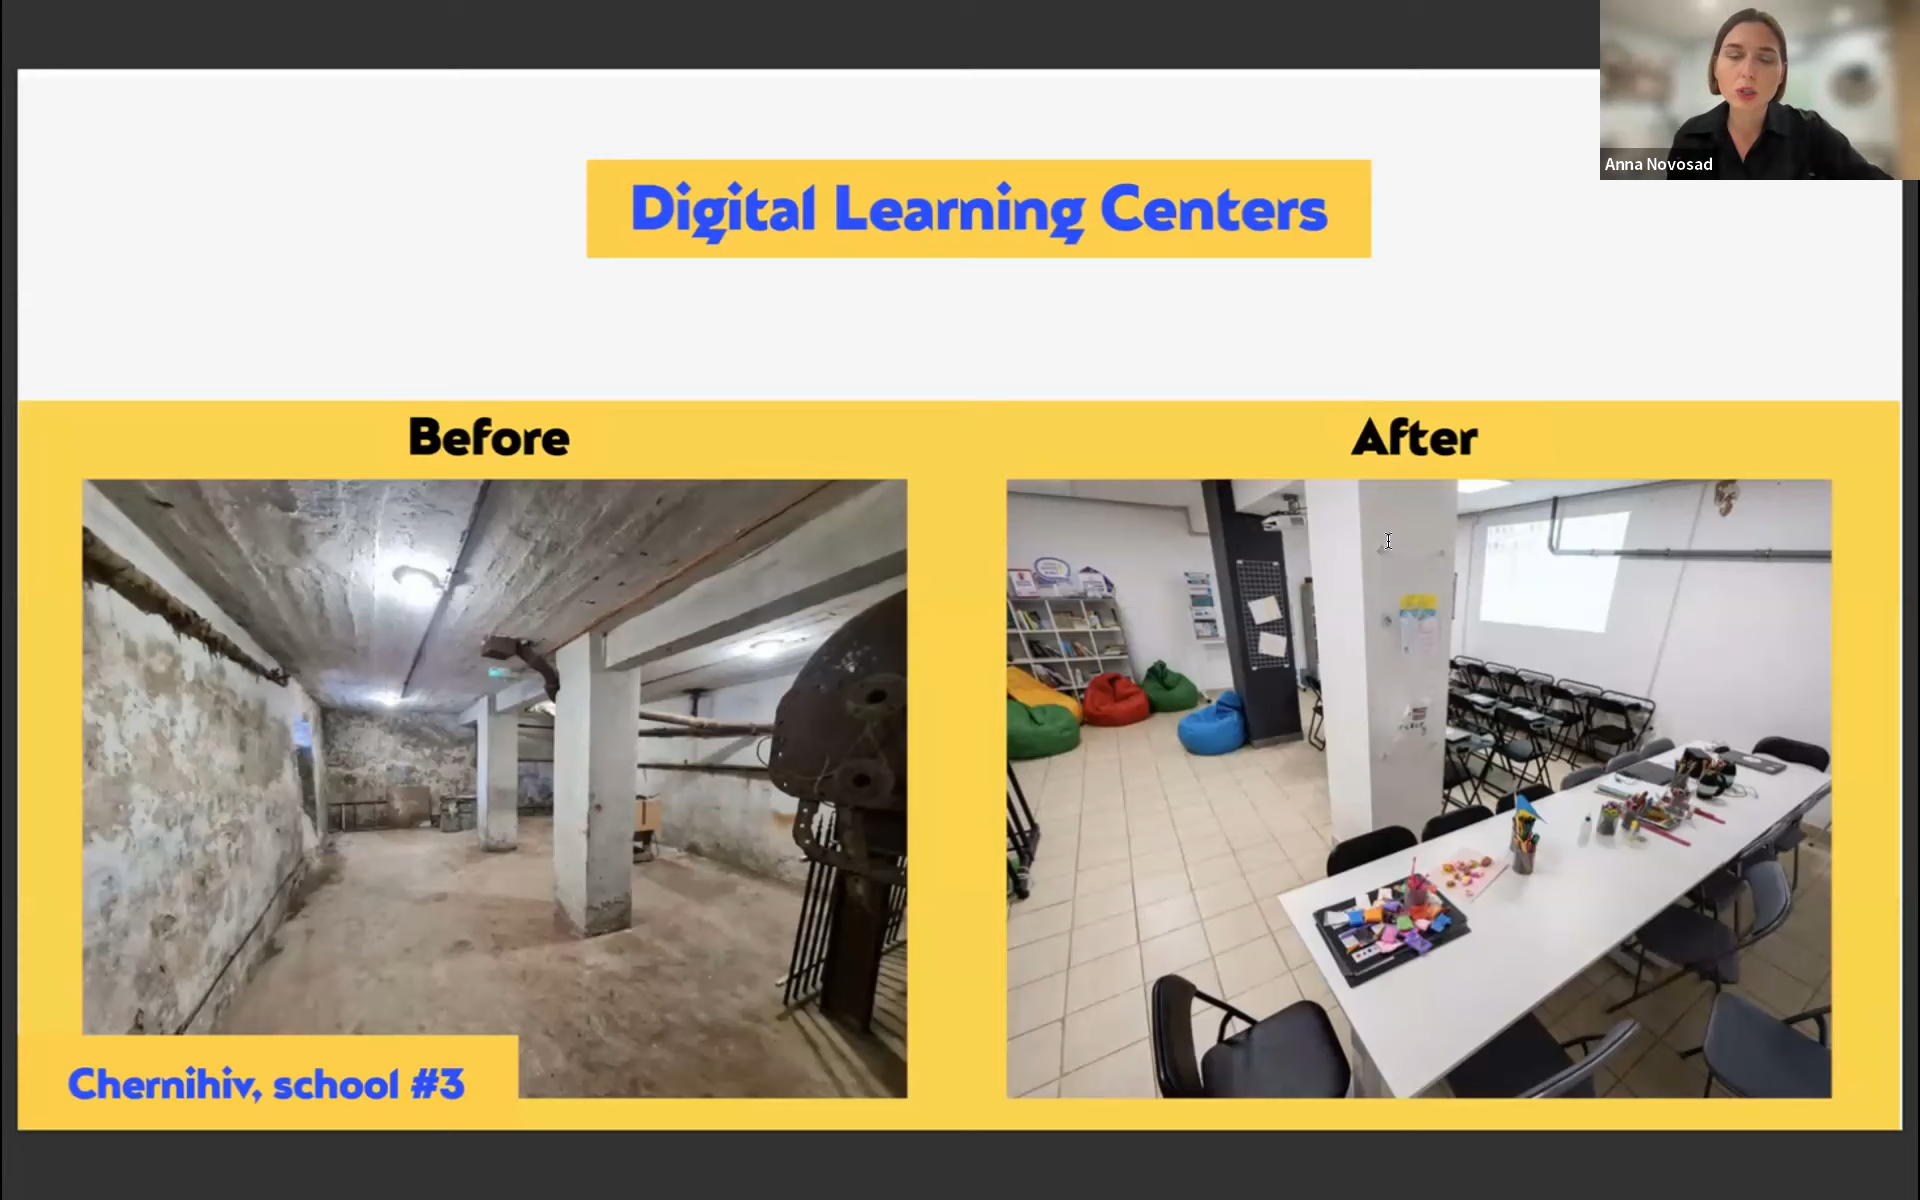 Anna Novosad
Digital Learning Centers
Before
After
Chernihiv, school #3